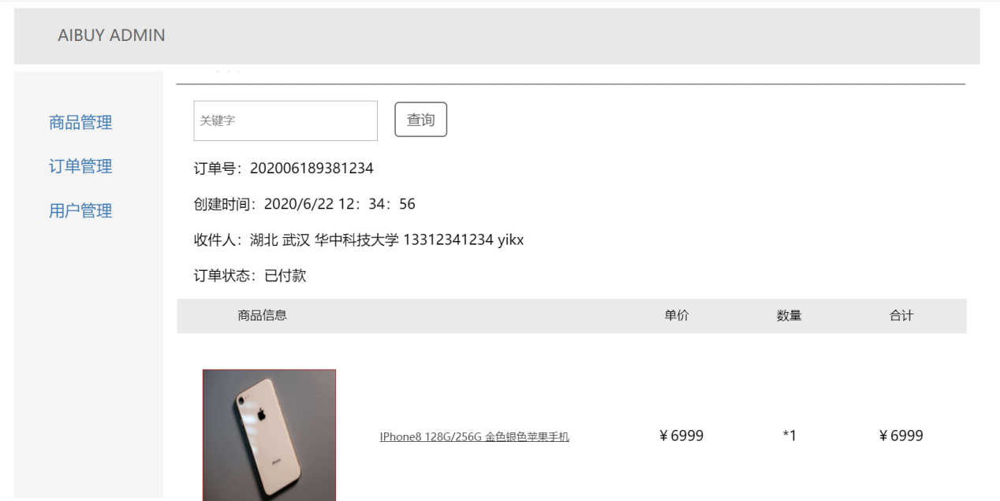 AIBUY ADMIN
商品管理
订单管理
用户管理
关键字 查询
订单号：202006189381234
创建时间：2020/6/22 12：34：56
收件人：湖北 武汉 华中科技大学 13312341234 yikx
订单状态：已付款
商品信息 单价 数量 合计
IPhone8 128G/256G 金色银色苹果手机 ¥6999 *1 ¥6999